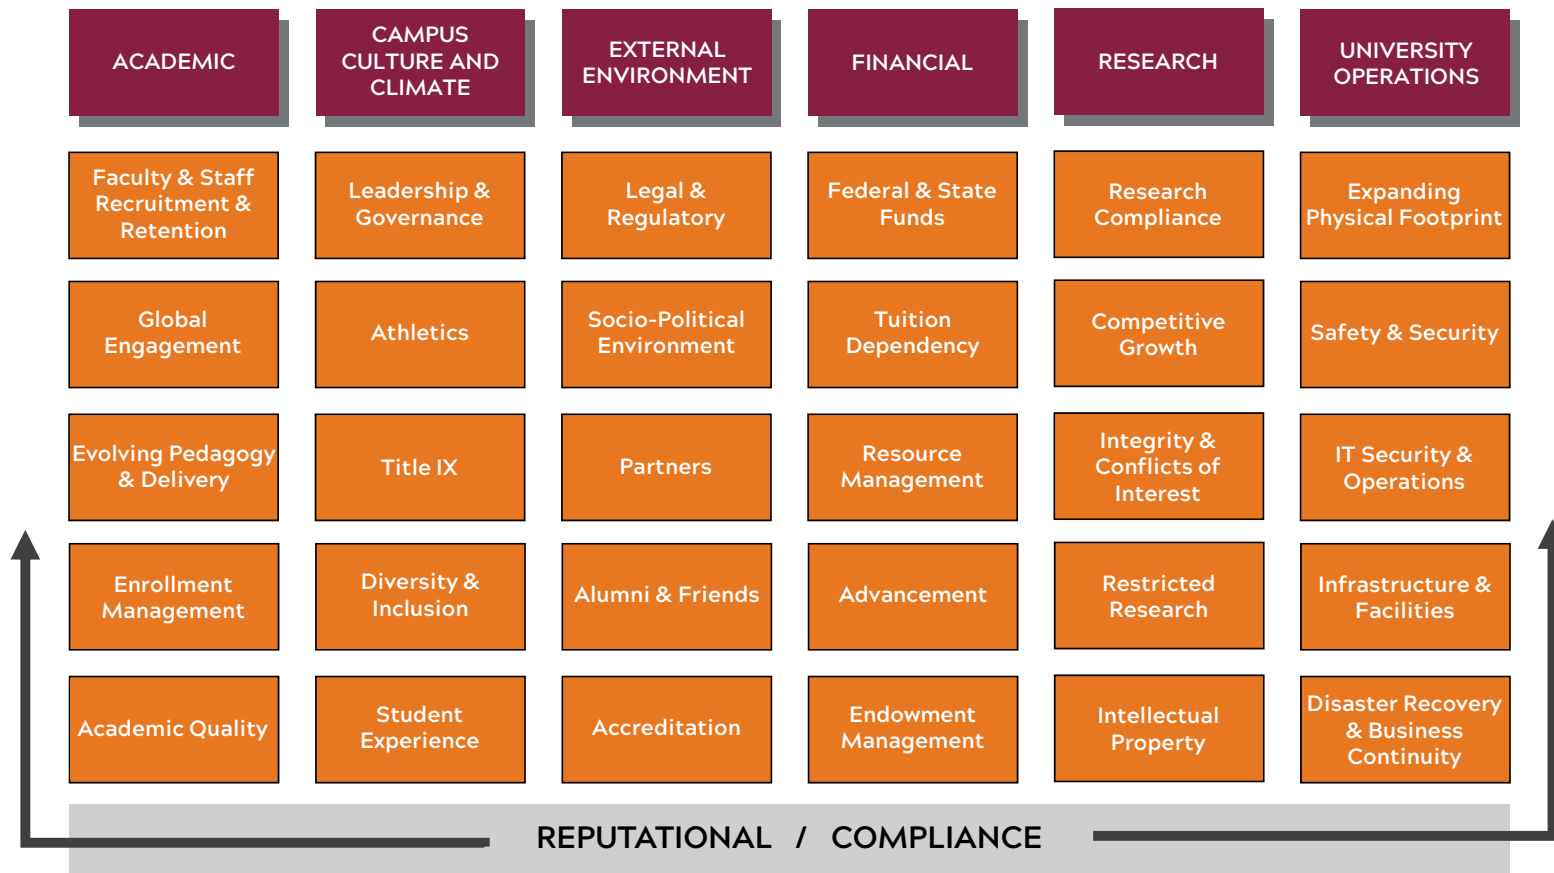 ACADEMIC
CAMPUS
CULTURE AND
CLIMATE
EXTERNAL
ENVIRONMENT
FINANCIAL
RESEARCH
UNIVERSITY
OPERATIONS
Faculty & Staff
Recruitment &
Retention
Leadership &
Governance
Legal &
Regulatory
Federal & State
Funds
Research
Compliance
Expanding
Physical Footprint
Global
Engagement
Athletics
Socio-Political
Environment
Tuition
Dependency
Competitive
Growth
Safety & Security
Evolving Pedagogy
& Delivery
Title IX
Partners
Resource
Management
Integrity &
Conflicts of
Interest
IT Security &
Operations
Enrollment
Management
Diversity &
Inclusion
Alumni & Friends
Advancement
Restricted
Research
Infrastructure &
Facilities
Academic Quality
Student
Experience
Accreditation
Endowment
Management
Intellectual
Property
Disaster Recovery
& Business
Continuity
REPUTATIONAL / COMPLIANCE